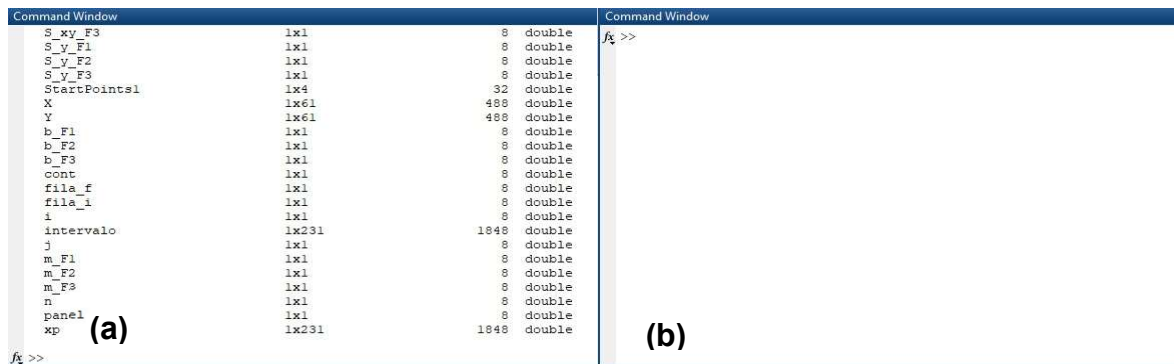 Command Window
S_xy_F3 1x1 8 double
S_y_F1 1x1 8 double
S_y_F2 1x1 8 double
S_y_F3 1x1 8 double
StartPoints1 1x4 32 double
X 1x61 488 double
Y 1x61 488 double
b_F1 1x1 8 double
b_F2 1x1 8 double
b_F3 1x1 8 double
cont 1x1 8 double
fila_f 1x1 8 double
fila_i 1x1 8 double
i 1x1 8 double
intervalo 1x231 1848 double
j 1x1 8 double
m_F1 1x1 8 double
m_F2 1x1 8 double
m_F3 1x1 8 double
n 1x1 8 double
panel 1x1 8 double
xp 1x231 1848 double
(a)
fx >>
Command Window
fx >>
(b)